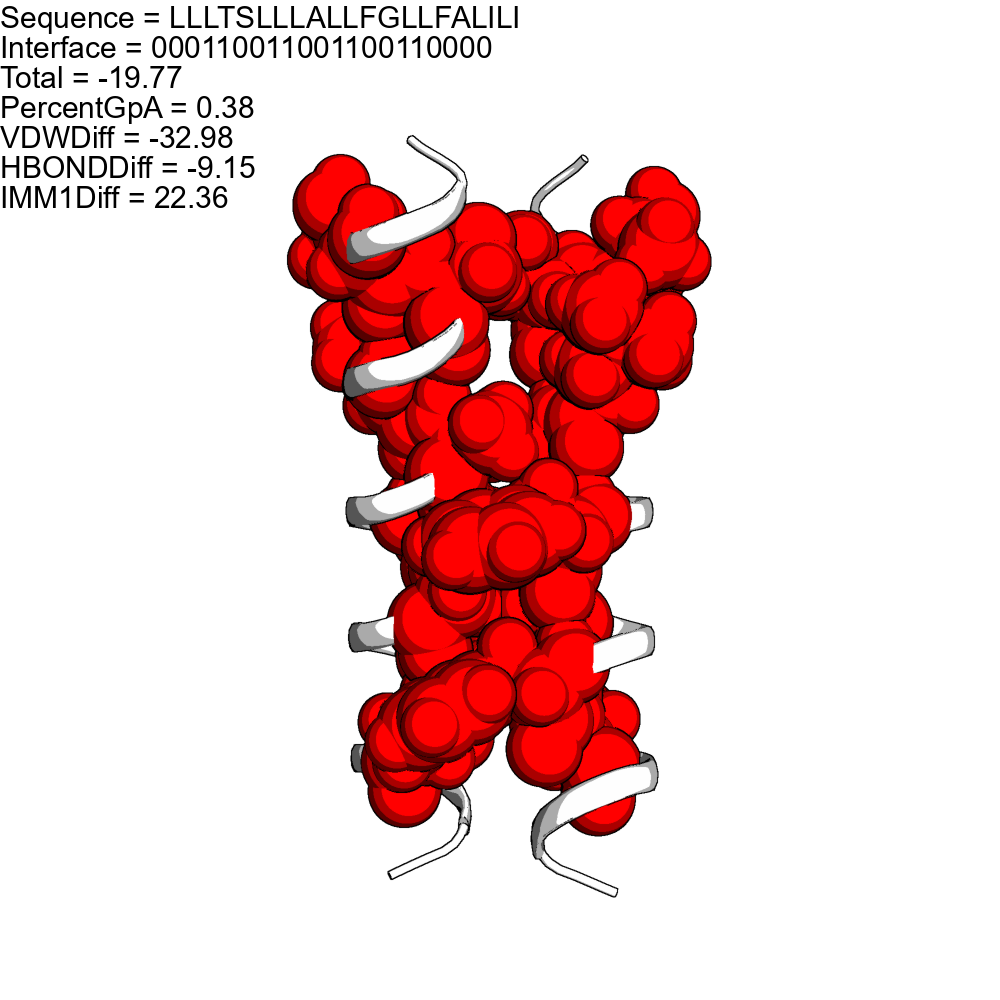 Sequence = LLLTSLLLALLFGLLFALILI
Interface = 000110011001100110000
Total = -19.77
PercentGpA = 0.38
VDWDiff = -32.98
HBONDDiff = -9.15
IMM1Diff = 22.36